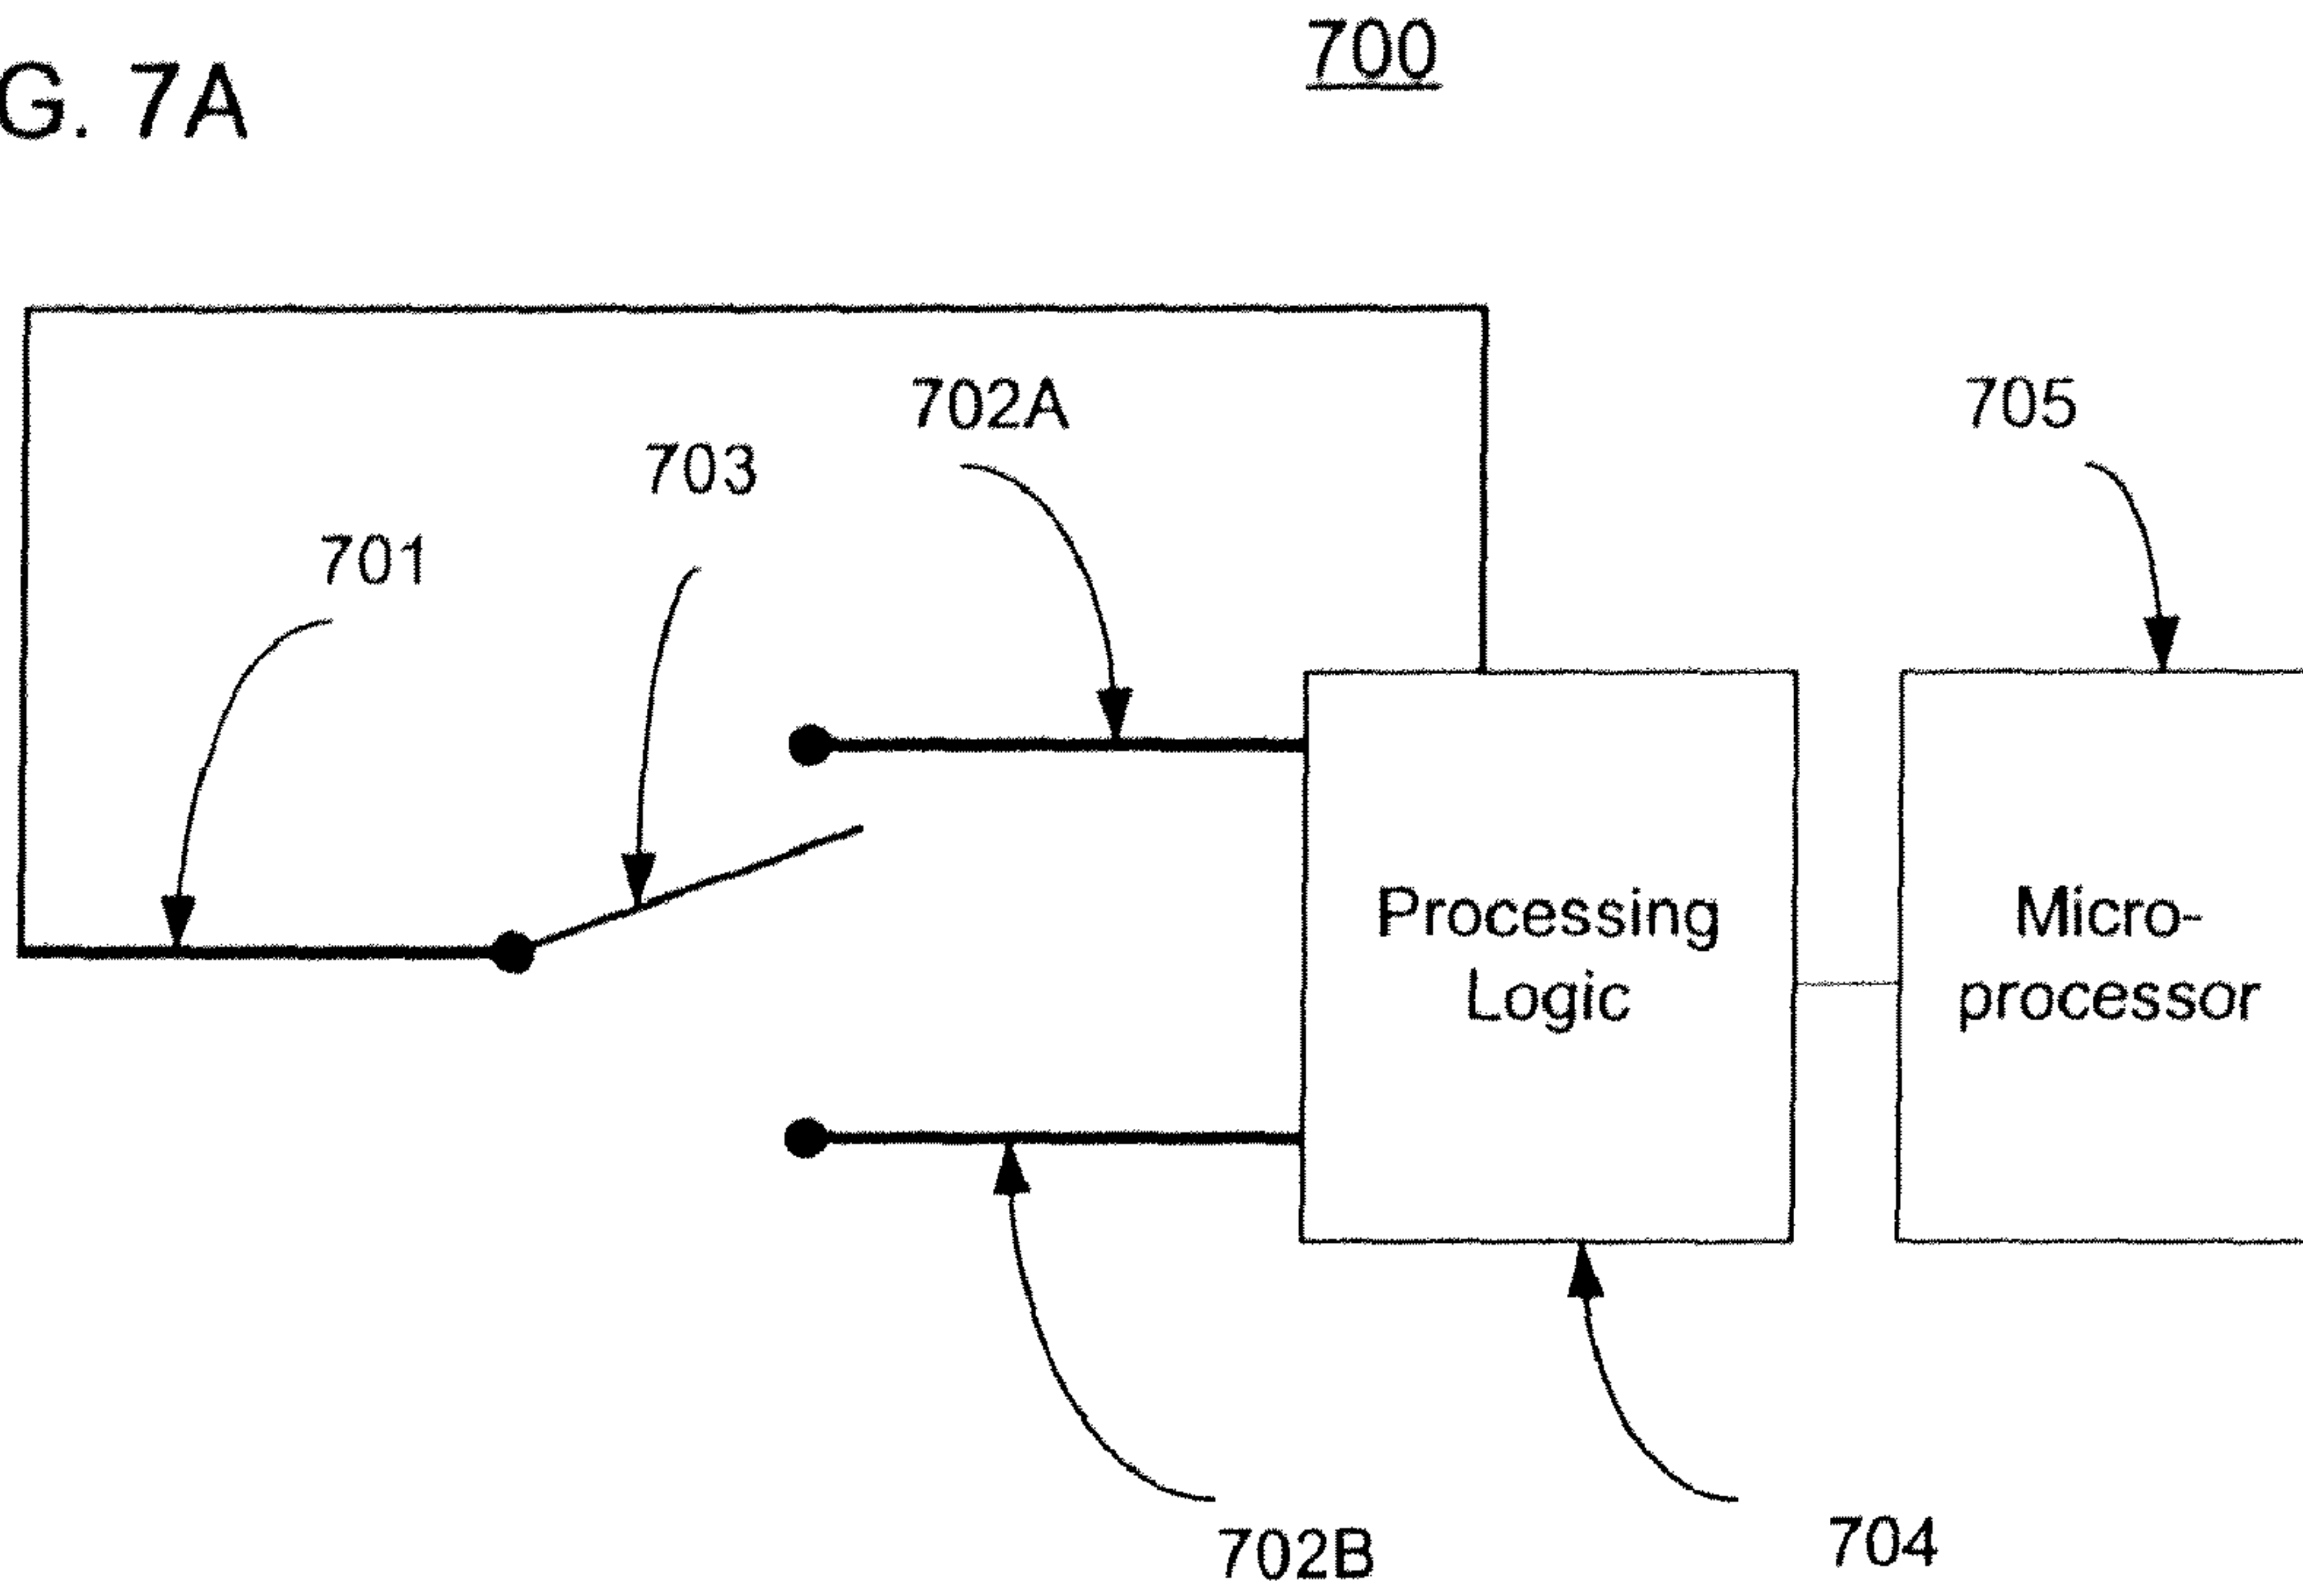 G. 7A
700
702A
705
703
701
Processing
Logic
Micro-
processor
702B
704